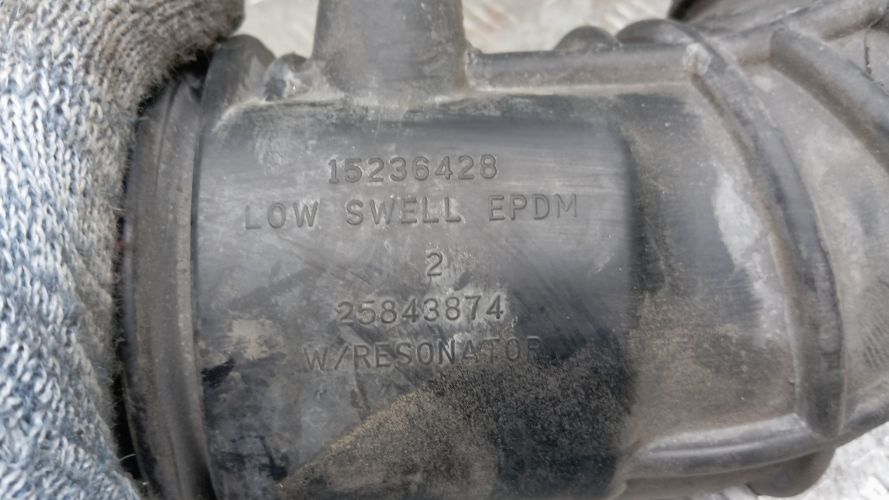 15236428
LOW SWELL EPDM
2
25843874
W/RESONATOR